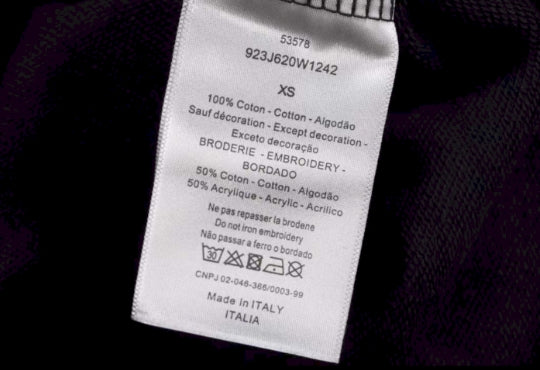 53578
923J620W1242
XS
100% Coton - Cotton - Algodão
Sauf décoration - Except decoration -
Exceto decoração
BRODERIE - EMBROIDERY -
BORDADO
50% Coton - Cotton - Algodão
50% Acrylique - Acrylic - Acrilico
Ne pas repasser la broderie
Do not iron embroidery
Não passar a ferro o bordado
30
CNPJ 02-046-366/0003-99
Made in ITALY
ITALIA